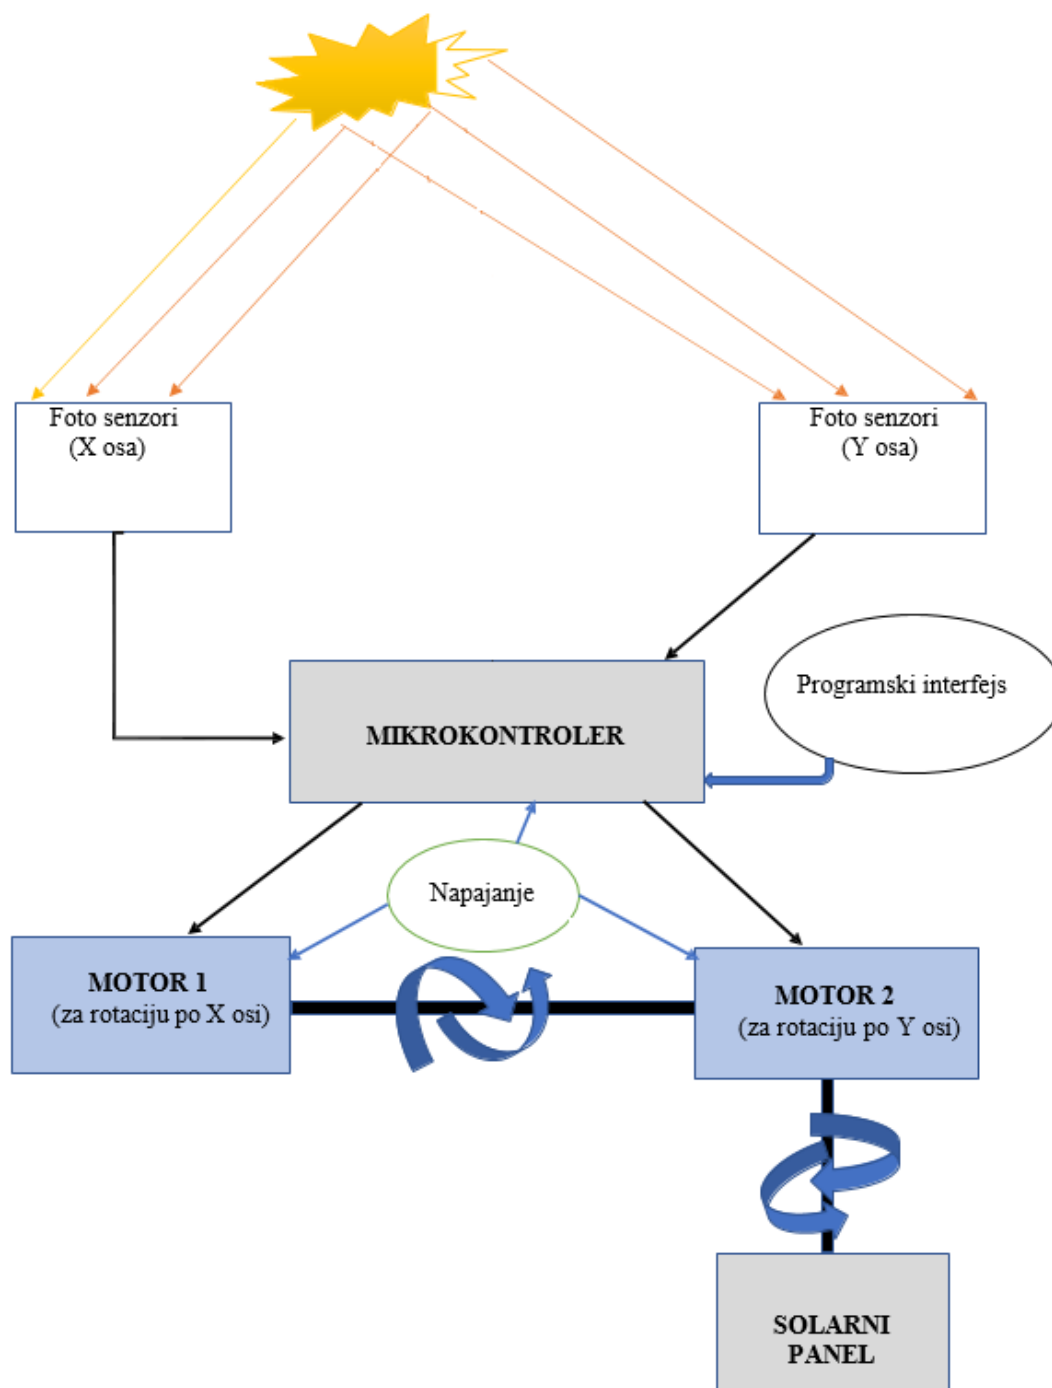 Foto senzori
(X osa)
Foto senzori
(Y osa)
Programski interfejs
MIKROKONTROLER
Napajanje
MOTOR 1
(za rotaciju po X osi)
MOTOR 2
(za rotaciju po Y osi)
SOLARNI
PANEL